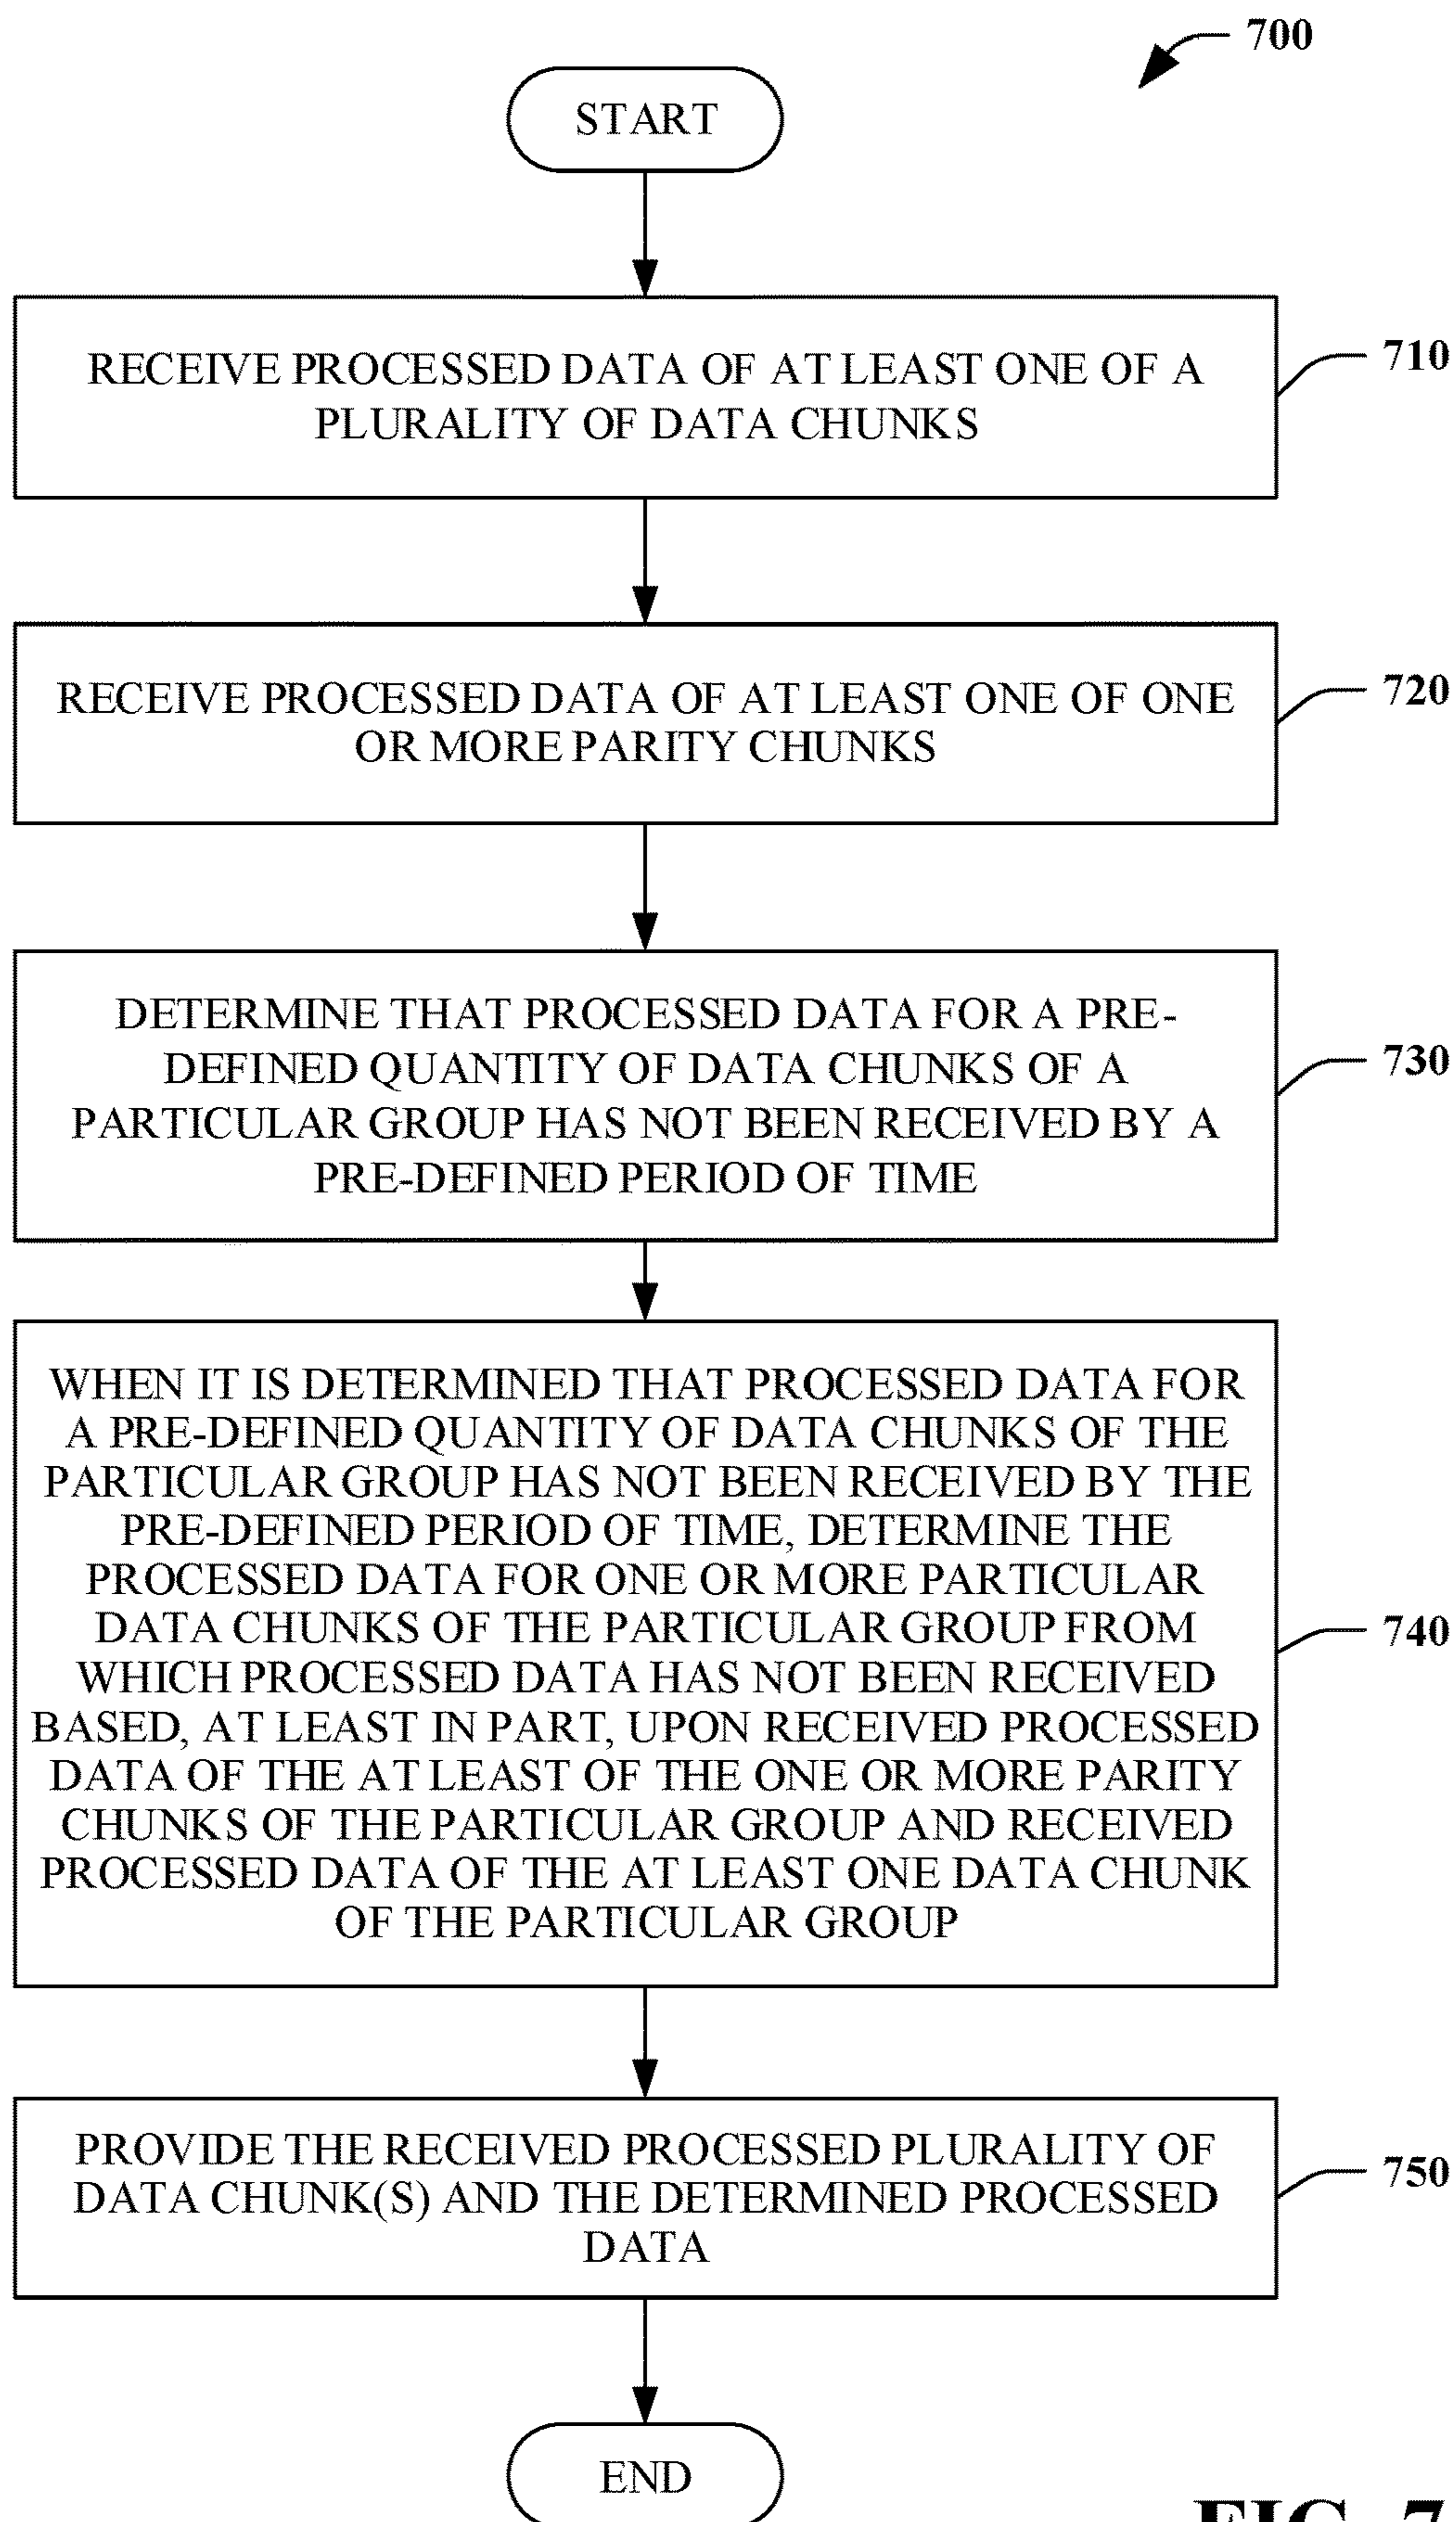 700
START
RECEIVE PROCESSED DATA OF AT LEAST ONE OF A
PLURALITY OF DATA CHUNKS
710
RECEIVE PROCESSED DATA OF AT LEAST ONE OF ONE
OR MORE PARITY CHUNKS
720
DETERMINE THAT PROCESSED DATA FOR A PRE-
DEFINED QUANTITY OF DATA CHUNKS OF A
PARTICULAR GROUP HAS NOT BEEN RECEIVED BY A
PRE-DEFINED PERIOD OF TIME
730
WHEN IT IS DETERMINED THAT PROCESSED DATA FOR
A PRE-DEFINED QUANTITY OF DATA CHUNKS OF THE
PARTICULAR GROUP HAS NOT BEEN RECEIVED BY THE
PRE-DEFINED PERIOD OF TIME, DETERMINE THE
PROCESSED DATA FOR ONE OR MORE PARTICULAR
DATA CHUNKS OF THE PARTICULAR GROUP FROM
WHICH PROCESSED DATA HAS NOT BEEN RECEIVED
BASED, AT LEAST IN PART, UPON RECEIVED PROCESSED
DATA OF THE AT LEAST OF THE ONE OR MORE PARITY
CHUNKS OF THE PARTICULAR GROUP AND RECEIVED
PROCESSED DATA OF THE AT LEAST ONE DATA CHUNK
OF THE PARTICULAR GROUP
740
PROVIDE THE RECEIVED PROCESSED PLURALITY OF
DATA CHUNK(S) AND THE DETERMINED PROCESSED
DATA
750
END
FIG. 7